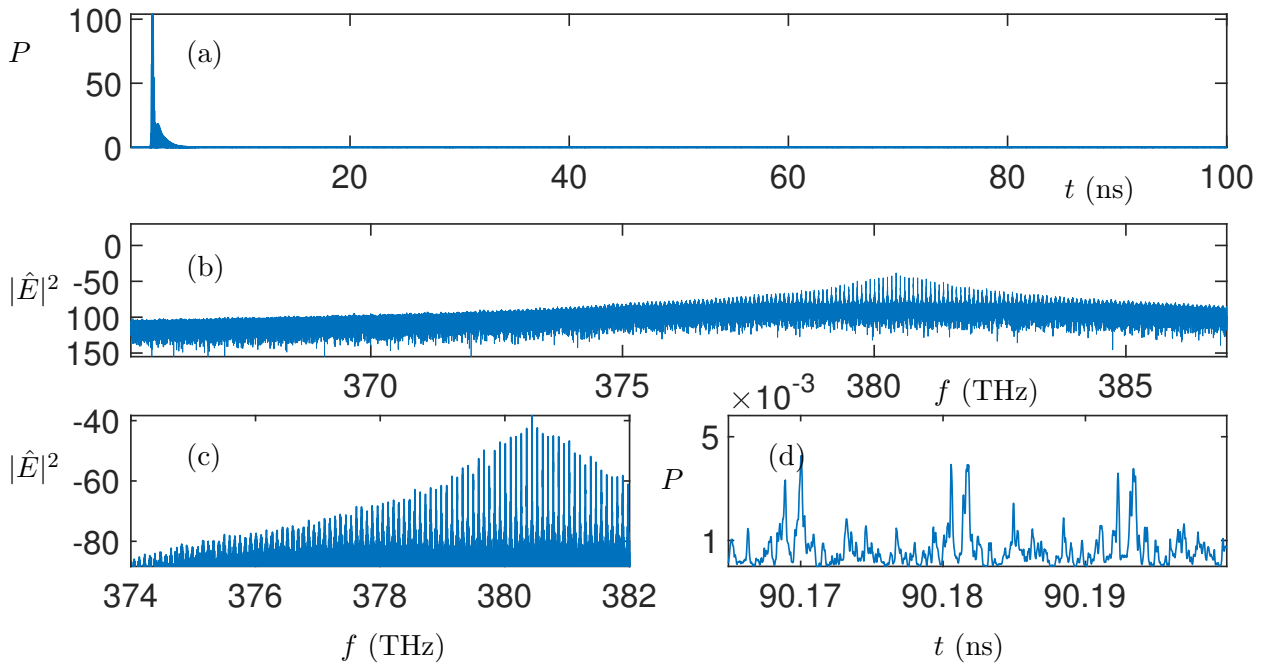 100
P
(a)
50
0
20 40 60 80 100
t (ns)
0
(b)
|Ê|² -50
100
150
370 375 380 385
f (THz)
-40
|Ê|² (c)
-60
-80
374 376 378 380 382
f (THz)
×10⁻³
5
(d)
P
1
90.17 90.18 90.19
t (ns)